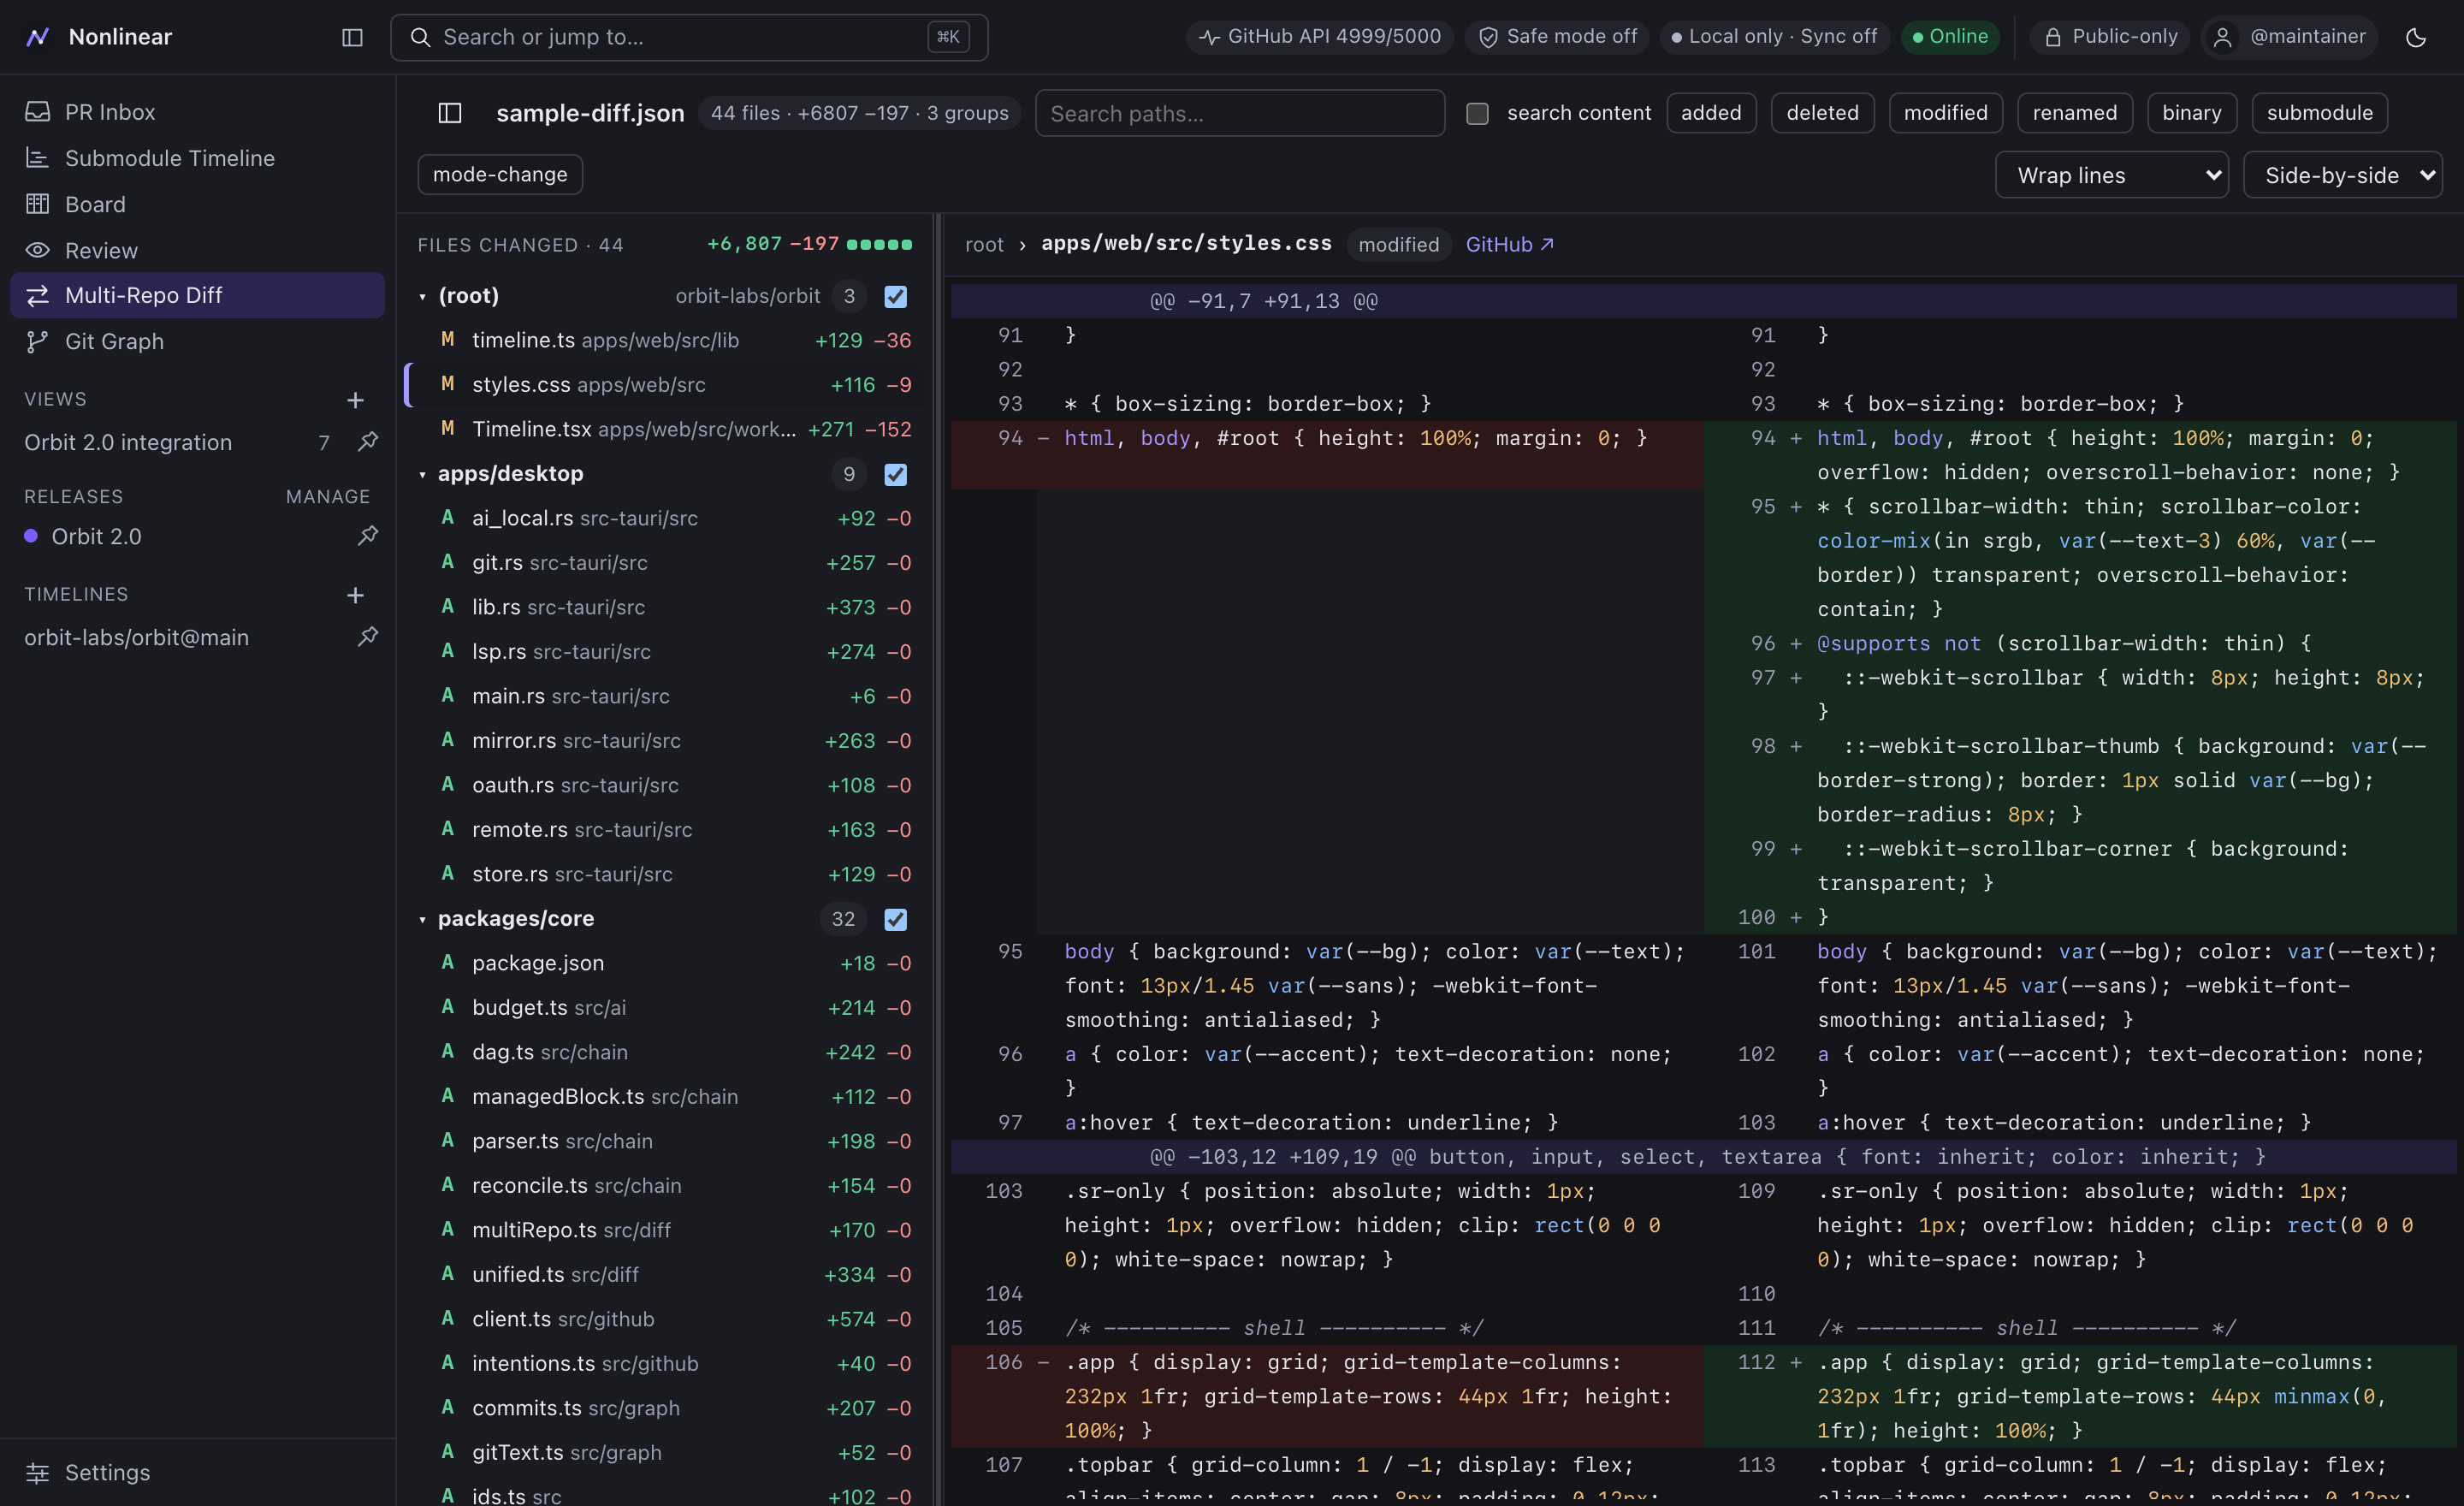 Nonlinear
Search or jump to...
⌘K
GitHub API 4999/5000
Safe mode off
Local only · Sync off
Online
Public-only
@maintainer
PR Inbox
Submodule Timeline
Board
Review
Multi-Repo Diff
Git Graph
VIEWS
Orbit 2.0 integration 7
RELEASES MANAGE
Orbit 2.0
TIMELINES
orbit-labs/orbit@main
Settings
sample-diff.json
44 files · +6807 −197 · 3 groups
Search paths...
search content
added
deleted
modified
renamed
binary
submodule
mode-change
Wrap lines
Side-by-side
FILES CHANGED · 44 +6,807 −197
(root) orbit-labs/orbit 3
M timeline.ts apps/web/src/lib +129 −36
M styles.css apps/web/src +116 −9
M Timeline.tsx apps/web/src/work... +271 −152
apps/desktop 9
A ai_local.rs src-tauri/src +92 −0
A git.rs src-tauri/src +257 −0
A lib.rs src-tauri/src +373 −0
A lsp.rs src-tauri/src +274 −0
A main.rs src-tauri/src +6 −0
A mirror.rs src-tauri/src +263 −0
A oauth.rs src-tauri/src +108 −0
A remote.rs src-tauri/src +163 −0
A store.rs src-tauri/src +129 −0
packages/core 32
A package.json +18 −0
A budget.ts src/ai +214 −0
A dag.ts src/chain +242 −0
A managedBlock.ts src/chain +112 −0
A parser.ts src/chain +198 −0
A reconcile.ts src/chain +154 −0
A multiRepo.ts src/diff +170 −0
A unified.ts src/diff +334 −0
A client.ts src/github +574 −0
A intentions.ts src/github +40 −0
A commits.ts src/graph +207 −0
A gitText.ts src/graph +52 −0
A ids.ts src +102 −0
root › apps/web/src/styles.css modified GitHub ↗
@@ −91,7 +91,13 @@
91 }
92
93 * { box-sizing: border-box; }
94 − html, body, #root { height: 100%; margin: 0; }
95 body { background: var(--bg); color: var(--text);
font: 13px/1.45 var(--sans); -webkit-font-
smoothing: antialiased; }
96 a { color: var(--accent); text-decoration: none;
}
97 a:hover { text-decoration: underline; }
91 }
92
93 * { box-sizing: border-box; }
94 + html, body, #root { height: 100%; margin: 0;
overflow: hidden; overscroll-behavior: none; }
95 + * { scrollbar-width: thin; scrollbar-color:
color-mix(in srgb, var(--text-3) 60%, var(--
border)) transparent; overscroll-behavior:
contain; }
96 + @supports not (scrollbar-width: thin) {
97 + ::-webkit-scrollbar { width: 8px; height: 8px;
}
98 + ::-webkit-scrollbar-thumb { background: var(--
border-strong); border: 1px solid var(--bg);
border-radius: 8px; }
99 + ::-webkit-scrollbar-corner { background:
transparent; }
100 + }
101 body { background: var(--bg); color: var(--text);
font: 13px/1.45 var(--sans); -webkit-font-
smoothing: antialiased; }
102 a { color: var(--accent); text-decoration: none;
}
103 a:hover { text-decoration: underline; }
@@ −103,12 +109,19 @@ button, input, select, textarea { font: inherit; color: inherit; }
103 .sr-only { position: absolute; width: 1px;
height: 1px; overflow: hidden; clip: rect(0 0 0
0); white-space: nowrap; }
104
105 /* ---------- shell ---------- */
106 − .app { display: grid; grid-template-columns:
232px 1fr; grid-template-rows: 44px 1fr; height:
100%; }
107 .topbar { grid-column: 1 / -1; display: flex;
align-items: center; gap: 8px; padding: 0 12px;
109 .sr-only { position: absolute; width: 1px;
height: 1px; overflow: hidden; clip: rect(0 0 0
0); white-space: nowrap; }
110
111 /* ---------- shell ---------- */
112 + .app { display: grid; grid-template-columns:
232px 1fr; grid-template-rows: 44px minmax(0,
1fr); height: 100%; }
113 .topbar { grid-column: 1 / -1; display: flex;
align-items: center; gap: 8px; padding: 0 12px;